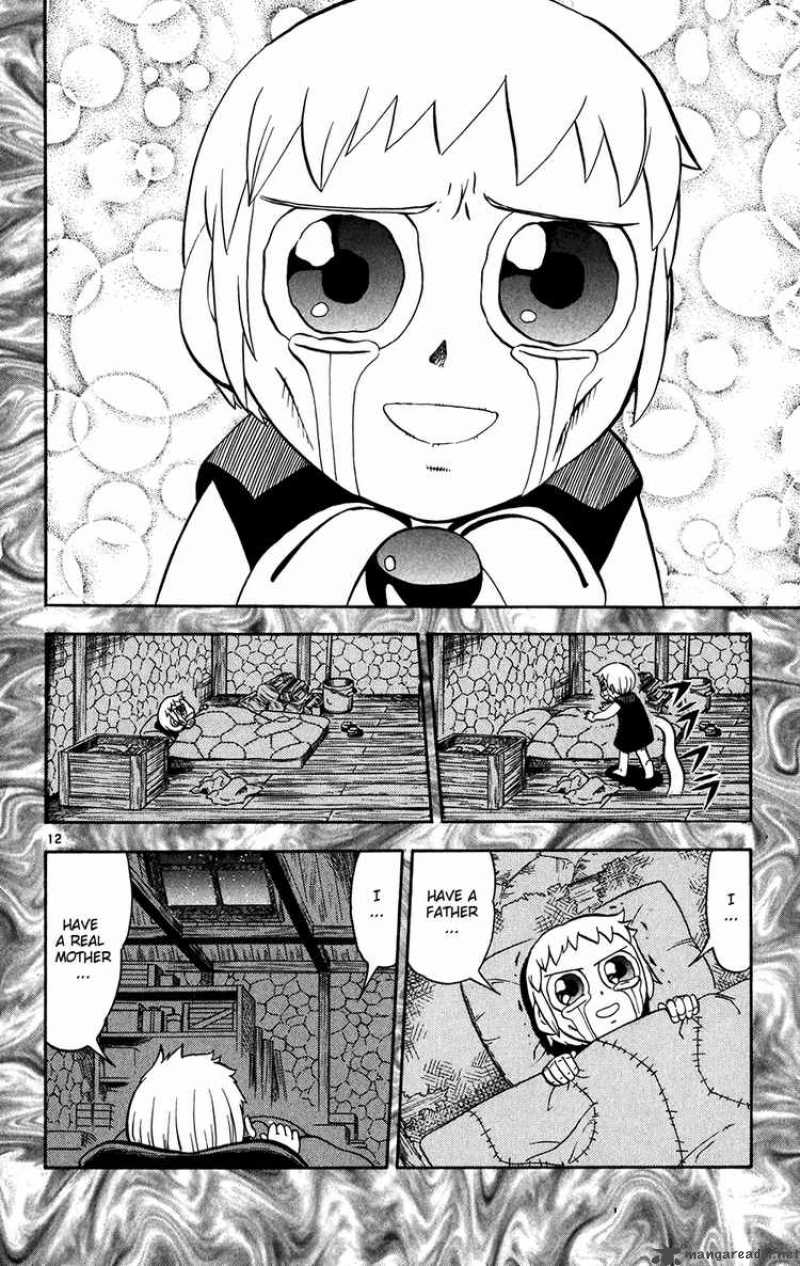 12
I
...
HAVE A
FATHER
...
I
...
HAVE
A REAL
MOTHER
...
mangareader.net